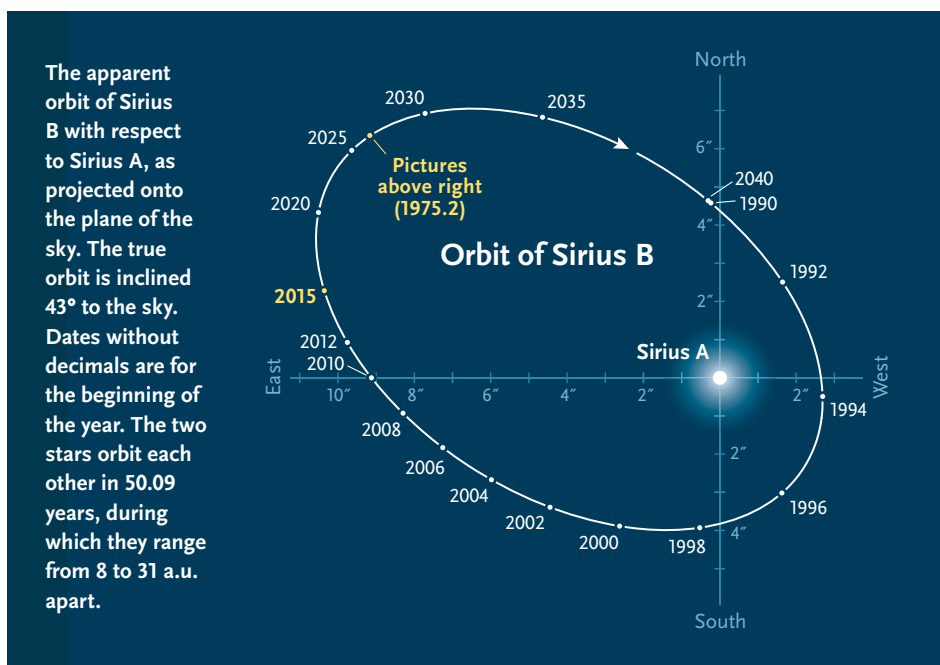 The apparent
orbit of Sirius
B with respect
to Sirius A, as
projected onto
the plane of the
sky. The true
orbit is inclined
43° to the sky.
Dates without
decimals are for
the beginning of
the year. The two
stars orbit each
other in 50.09
years, during
which they range
from 8 to 31 a.u.
apart.
North
2030
2035
2025
6″
Pictures
above right
(1975.2)
2040
1990
2020
4″
Orbit of Sirius B
1992
2015
2″
2012
2010
Sirius A
East
West
10″
8″
6″
4″
2″
2″
1994
2008
2006
2″
2004
1996
2002
2000
1998
4″
South